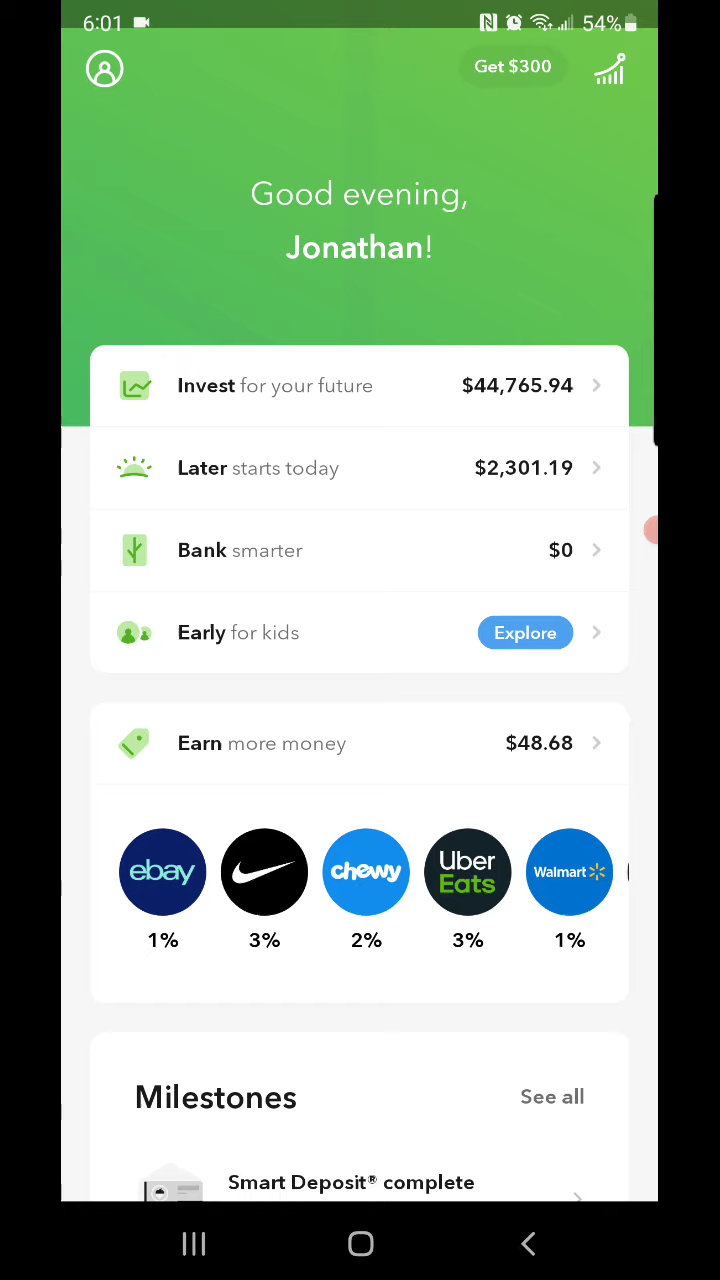 6:01
54%
Get $300
Good evening,
Jonathan!
Invest for your future $44,765.94
Later starts today $2,301.19
Bank smarter $0
Early for kids Explore
Earn more money $48.68
ebay chewy Uber Eats Walmart
1% 3% 2% 3% 1%
Milestones See all
Smart Deposit® complete